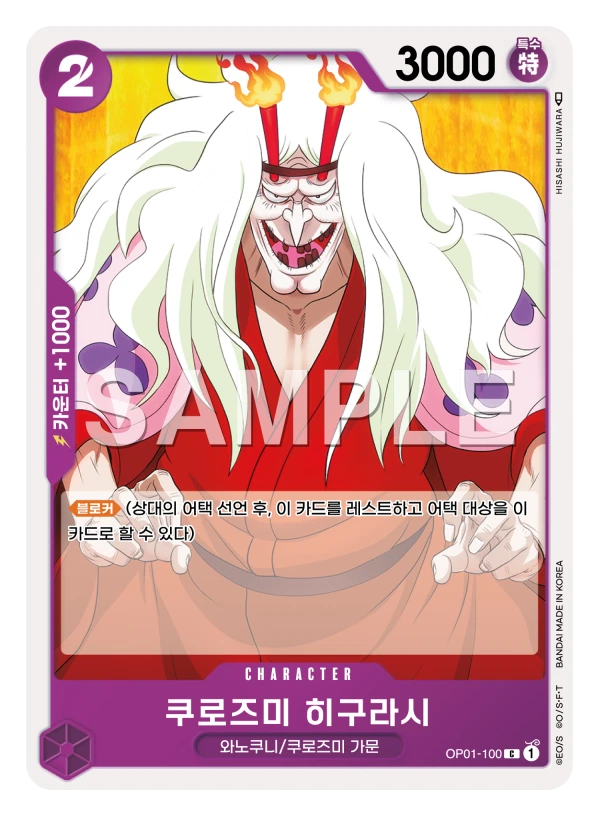 2
3000
특수
特
HISASHI HUJIWARA
카운터 +1000
SAMPLE
블로커 (상대의 어택 선언 후, 이 카드를 레스트하고 어택 대상을 이
카드로 할 수 있다)
CHARACTER
쿠로즈미 히구라시
와노쿠니/쿠로즈미 가문
OP01-100 C 1
©EO/S ©O/S·F·T BANDAI MADE IN KOREA